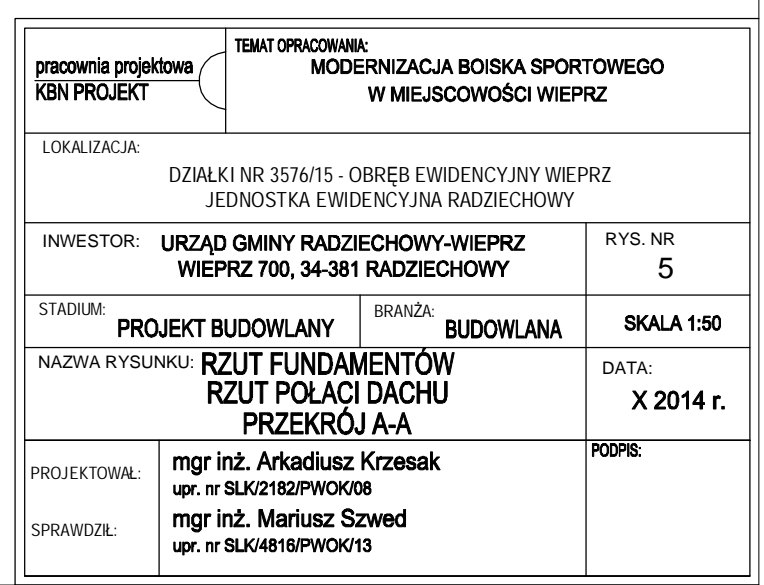 pracownia projektowa
KBN PROJEKT
TEMAT OPRACOWANIA:
MODERNIZACJA BOISKA SPORTOWEGO
W MIEJSCOWOŚCI WIEPRZ
LOKALIZACJA:
DZIAŁKI NR 3576/15 - OBRĘB EWIDENCYJNY WIEPRZ
JEDNOSTKA EWIDENCYJNA RADZIECHOWY
INWESTOR: URZĄD GMINY RADZIECHOWY-WIEPRZ
WIEPRZ 700, 34-381 RADZIECHOWY
RYS. NR
5
STADIUM:
PROJEKT BUDOWLANY
BRANŻA:
BUDOWLANA
SKALA 1:50
NAZWA RYSUNKU: RZUT FUNDAMENTÓW
RZUT POŁACI DACHU
PRZEKRÓJ A-A
DATA:
X 2014 r.
PROJEKTOWAŁ:
mgr inż. Arkadiusz Krzesak
upr. nr SLK/2182/PWOK/08
SPRAWDZIŁ:
mgr inż. Mariusz Szwed
upr. nr SLK/4816/PWOK/13
PODPIS: